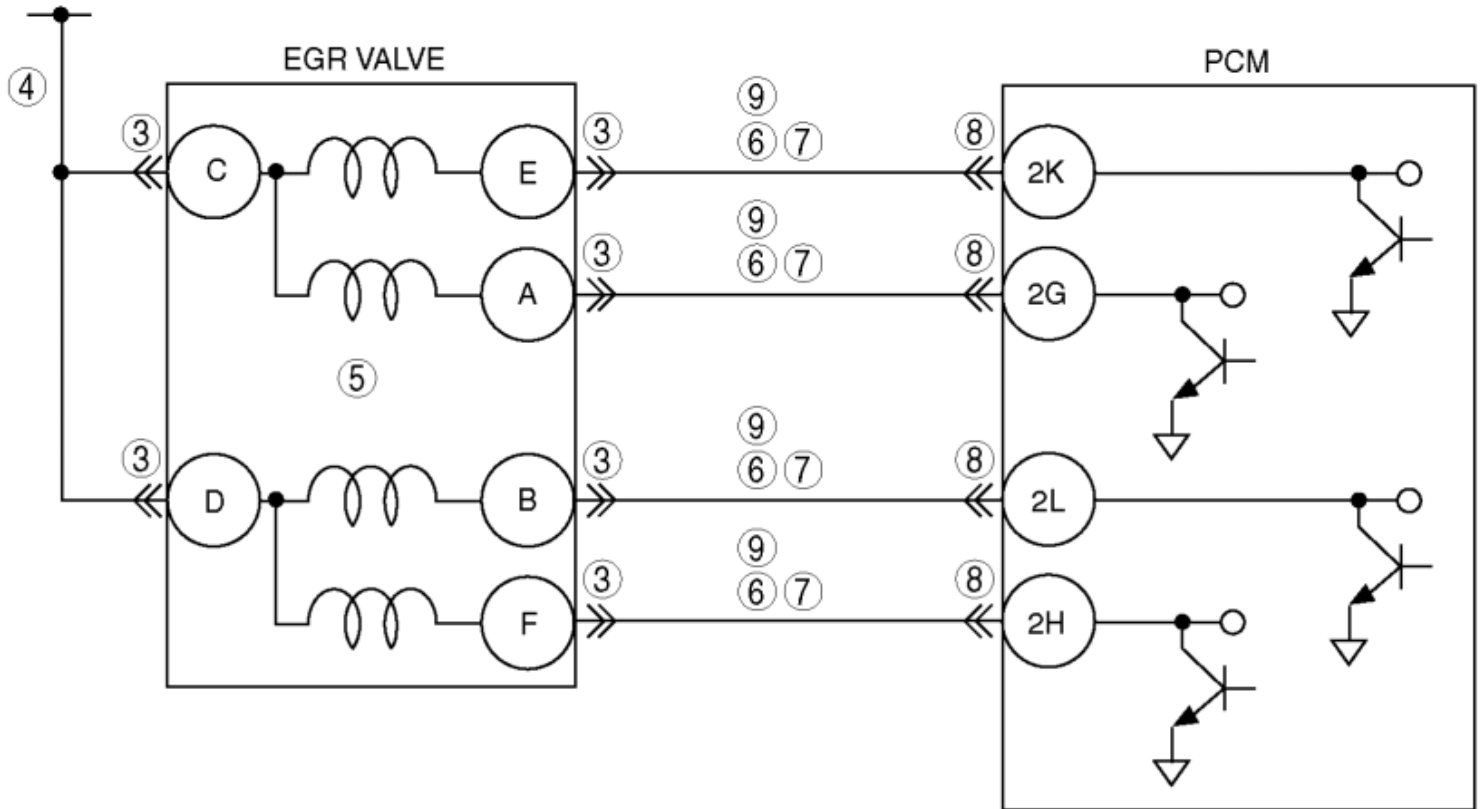 EGR VALVE
PCM
④
③ C E ③ ⑨ ⑥ ⑦ ⑧ 2K
A ③ ⑨ ⑥ ⑦ ⑧ 2G
⑤
③ D B ③ ⑨ ⑥ ⑦ ⑧ 2L
F ③ ⑨ ⑥ ⑦ ⑧ 2H